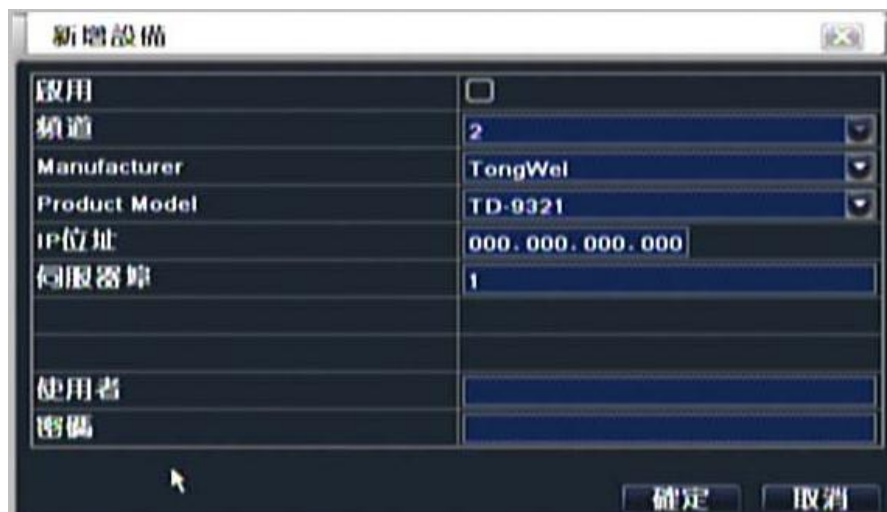 新增設備
啟用
頻道 2
Manufacturer TongWei
Product Model TD-9321
IP位址 000.000.000.000
伺服器埠 1
使用者
密碼
確定 取消